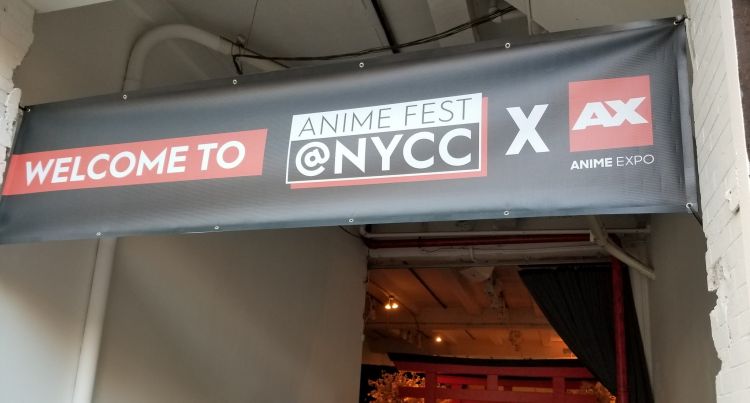 WELCOME TO
ANIME FEST
@NYCC
X
AX
ANIME EXPO